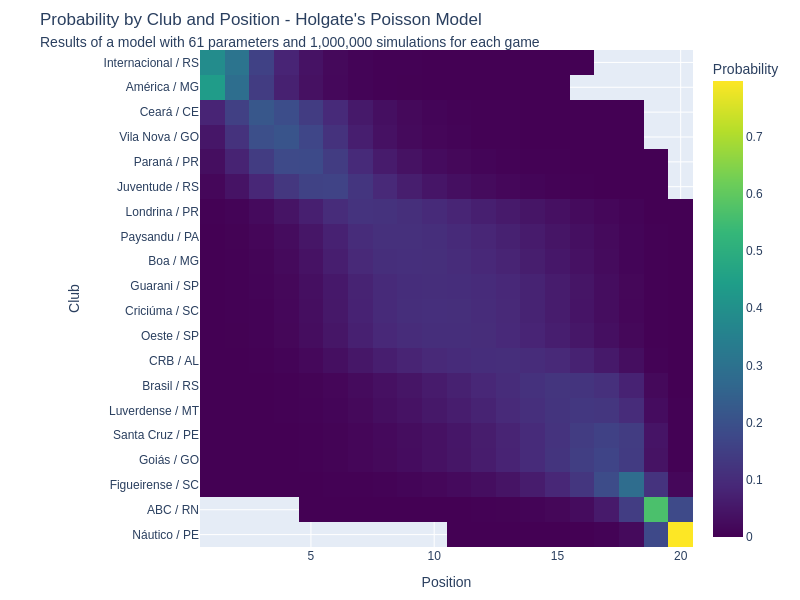 Probability by Club and Position - Holgate's Poisson Model
Results of a model with 61 parameters and 1,000,000 simulations for each game
Probability
Internacional / RS
América / MG
Ceará / CE
Vila Nova / GO
Paraná / PR
Juventude / RS
Londrina / PR
Paysandu / PA
Boa / MG
Guarani / SP
Criciúma / SC
Oeste / SP
CRB / AL
Brasil / RS
Luverdense / MT
Santa Cruz / PE
Goiás / GO
Figueirense / SC
ABC / RN
Náutico / PE
Club
5
10
15
20
Position
0.7
0.6
0.5
0.4
0.3
0.2
0.1
0